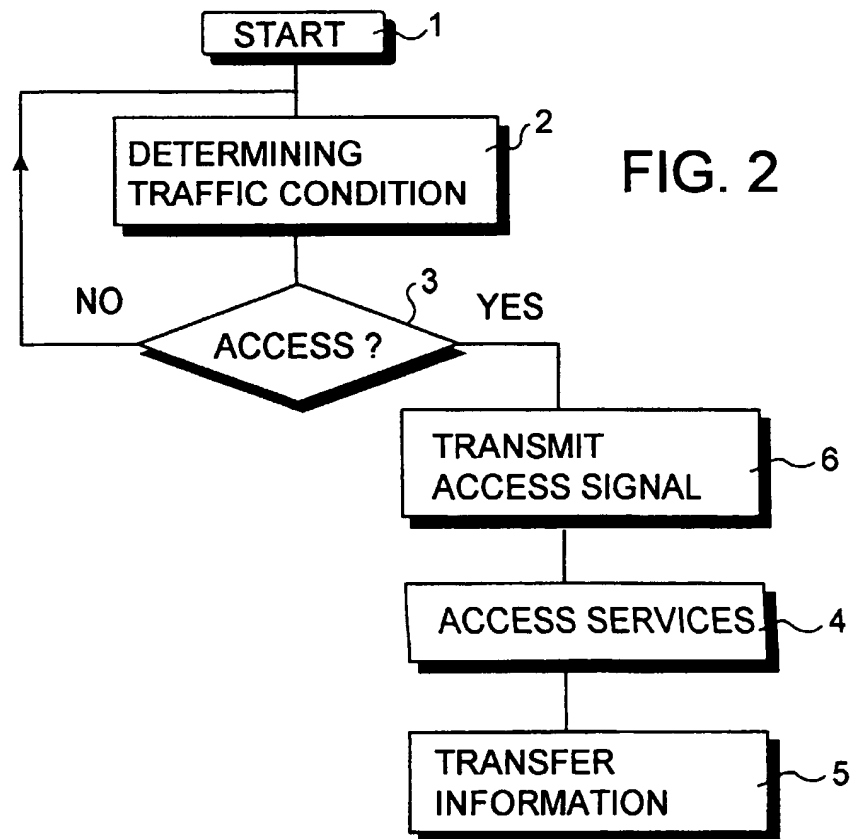 START
1
DETERMINING
TRAFFIC CONDITION
2
FIG. 2
NO
ACCESS ?
3
YES
TRANSMIT
ACCESS SIGNAL
6
ACCESS SERVICES
4
TRANSFER
INFORMATION
5